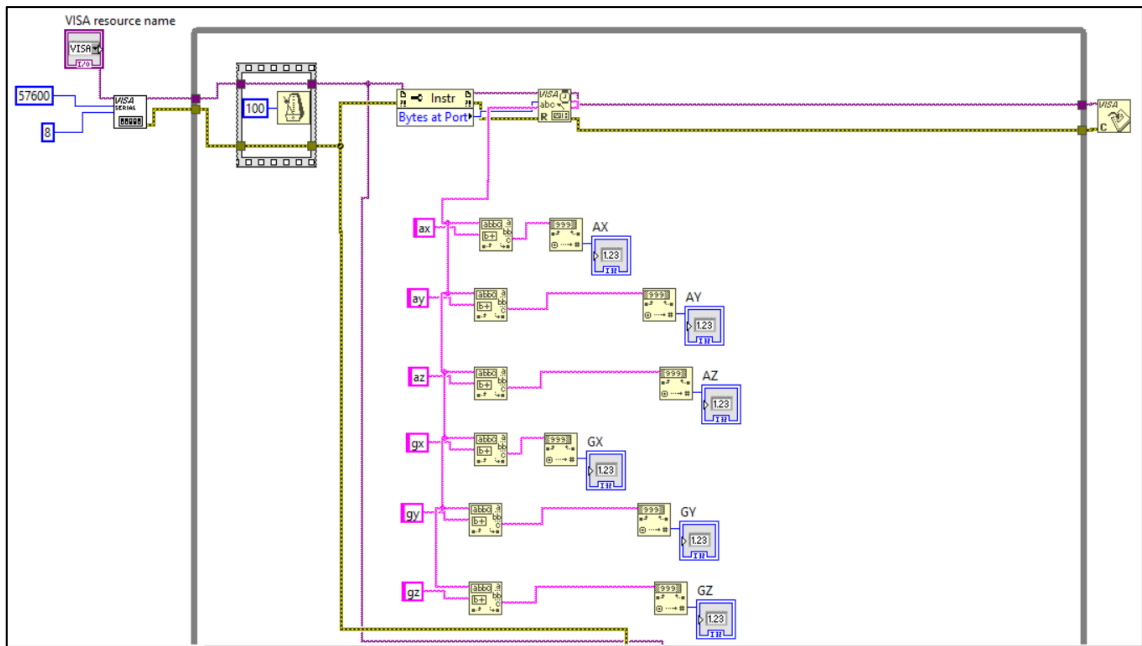 VISA resource name
VISA
I/O
57600
8
VISA
SERIAL
100
Instr
Bytes at Port
VISA
abc
R
VISA
C
ax
AX
1.23
ay
AY
1.23
az
AZ
1.23
gx
GX
1.23
gy
GY
1.23
gz
GZ
1.23